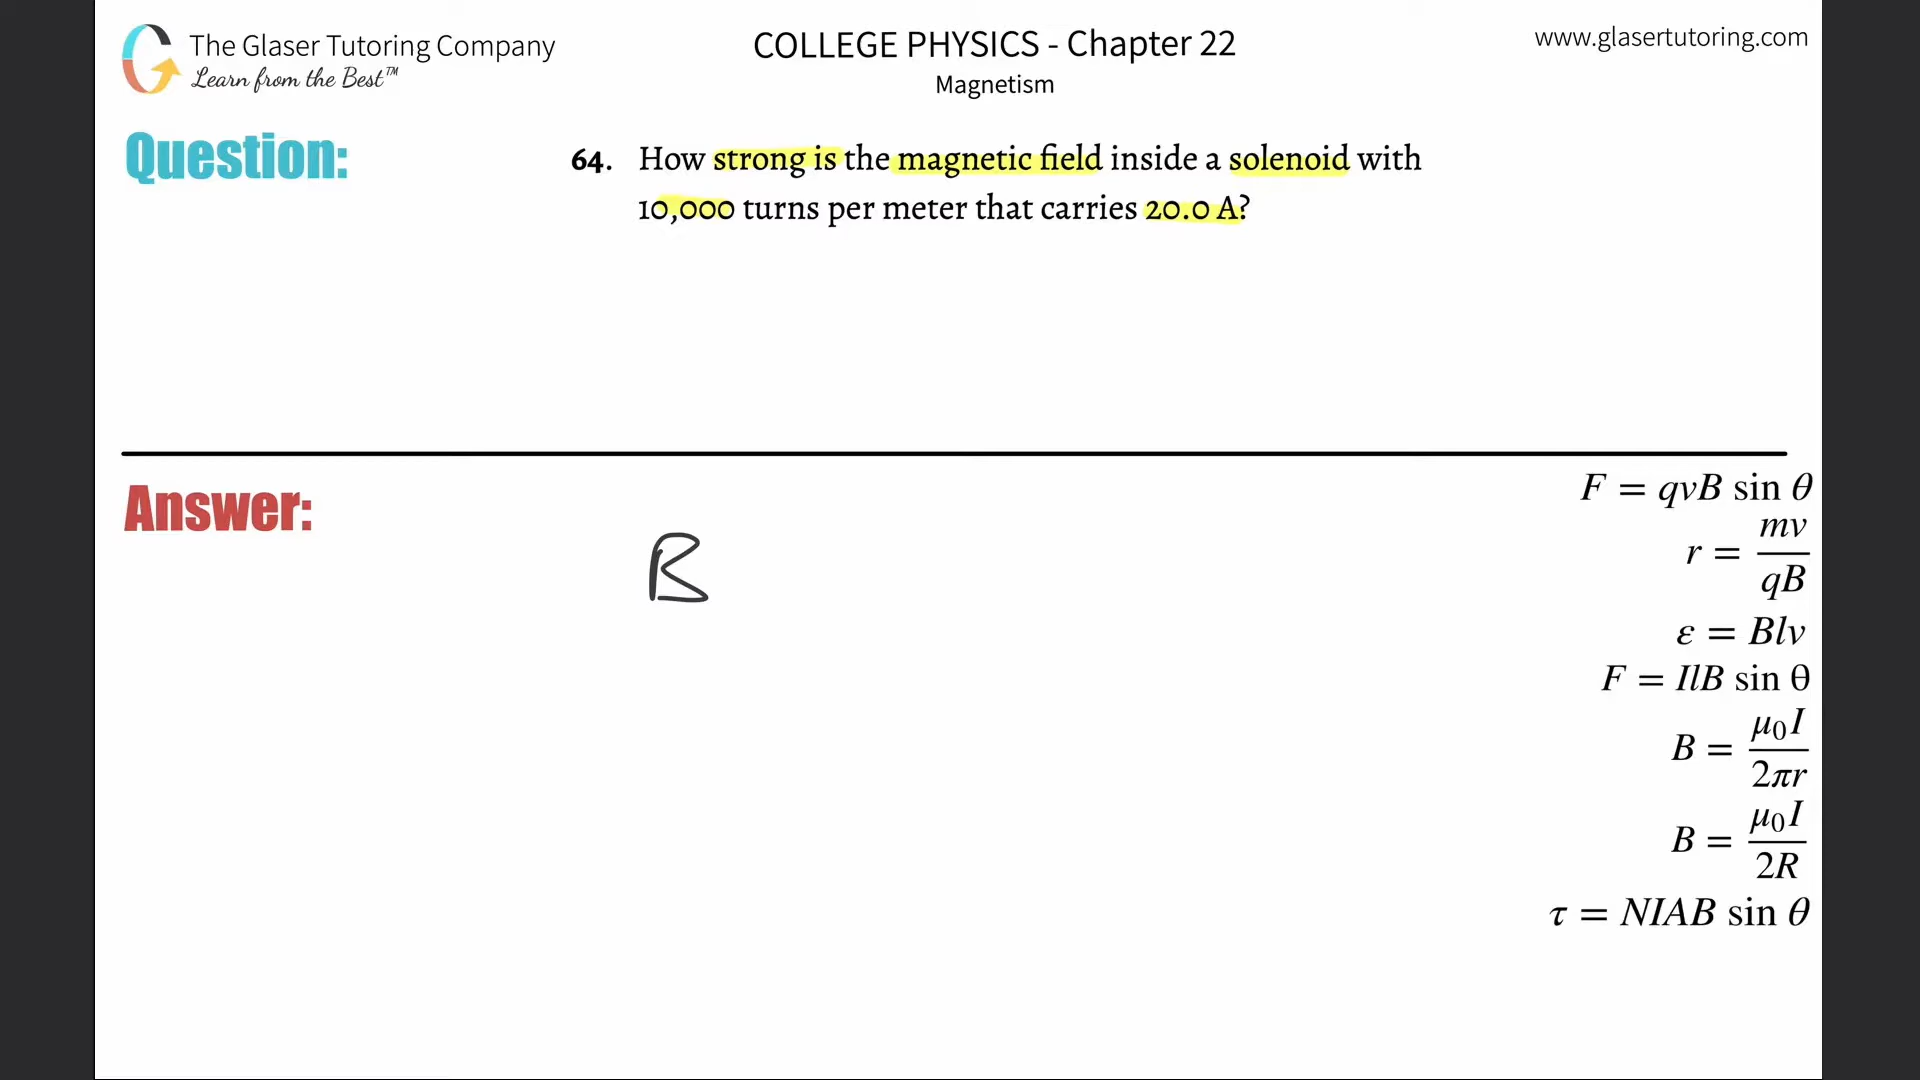 The Glaser Tutoring Company
Learn from the Best™
COLLEGE PHYSICS - Chapter 22
Magnetism
www.glasertutoring.com
Question:
64. How strong is the magnetic field inside a solenoid with
10,000 turns per meter that carries 20.0 A?
Answer:
B
F = qvB sin θ
r = mv/qB
ε = Blv
F = IlB sin θ
B = μ₀I/2πr
B = μ₀I/2R
τ = NIAB sin θ